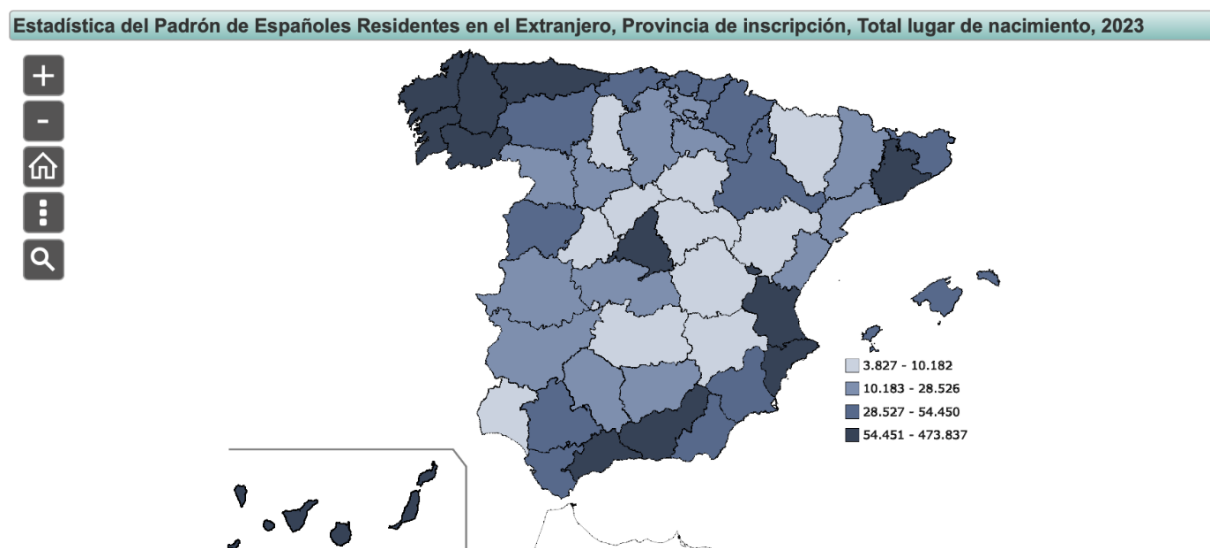 Estadística del Padrón de Españoles Residentes en el Extranjero, Provincia de inscripción, Total lugar de nacimiento, 2023
+
-
3.827 - 10.182
10.183 - 28.526
28.527 - 54.450
54.451 - 473.837